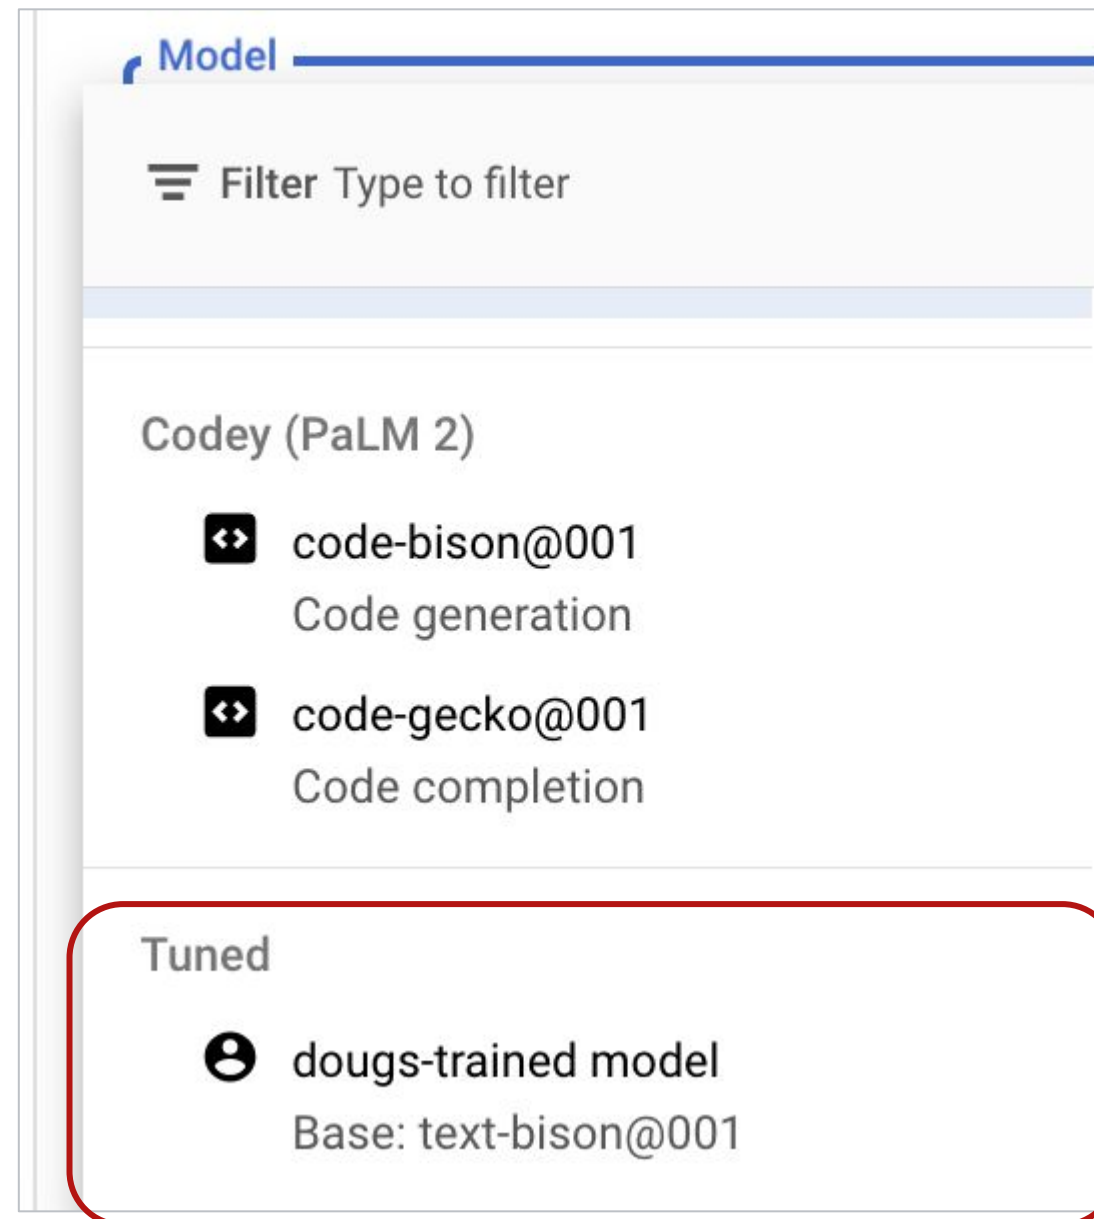 Model
Filter Type to filter
Codey (PaLM 2)
code-bison@001
Code generation
code-gecko@001
Code completion
Tuned
dougs-trained model
Base: text-bison@001